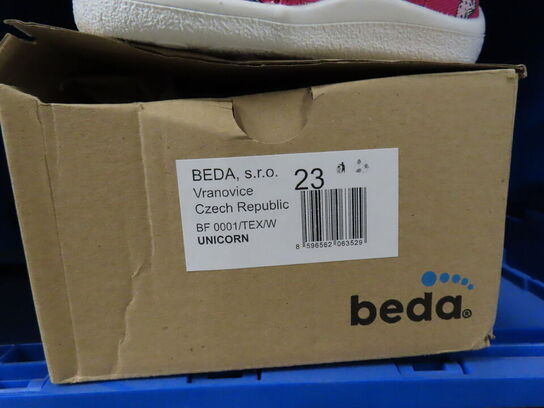 BEDA, s.r.o. 23
Vranovice
Czech Republic
BF 0001/TEX/W
UNICORN
8 596562 063529
beda®